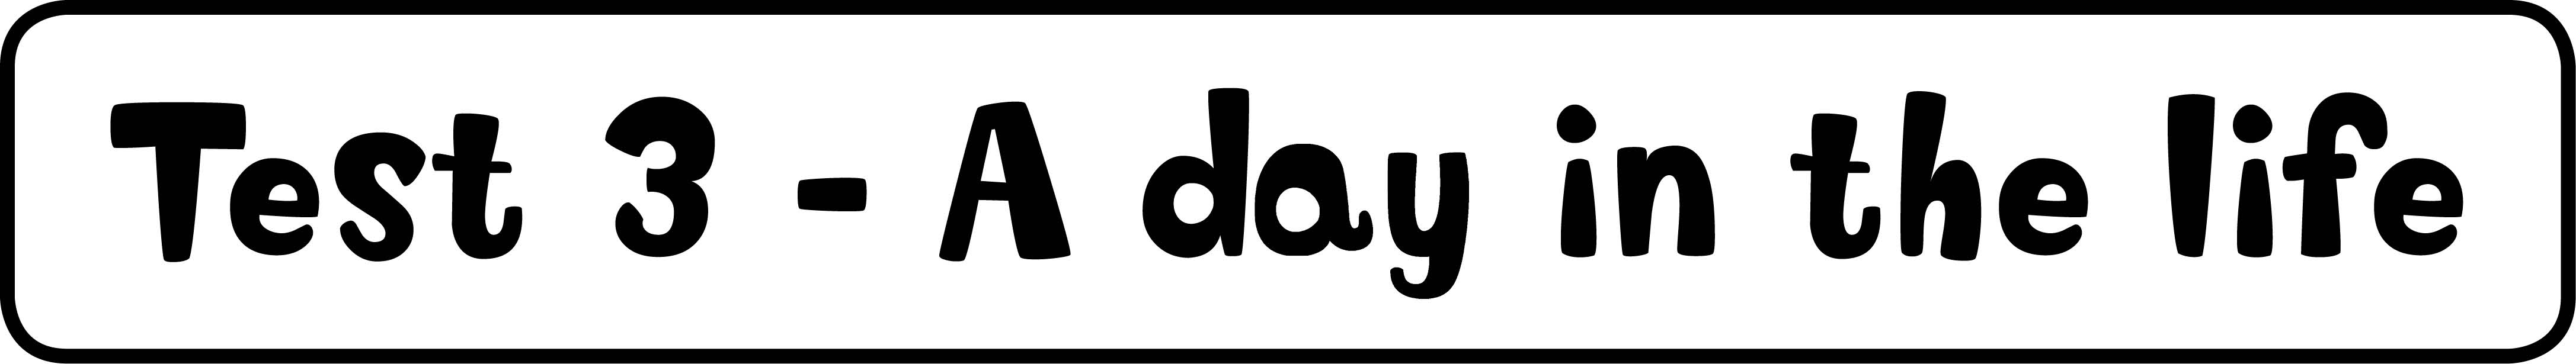 Test 3 - A day in the life